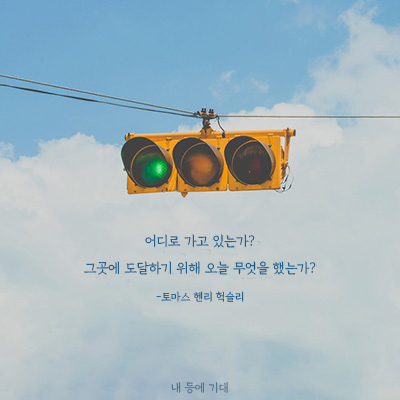 어디로 가고 있는가?
그곳에 도달하기 위해 오늘 무엇을 했는가?
-토마스 헨리 헉슬리
내 등에 기대